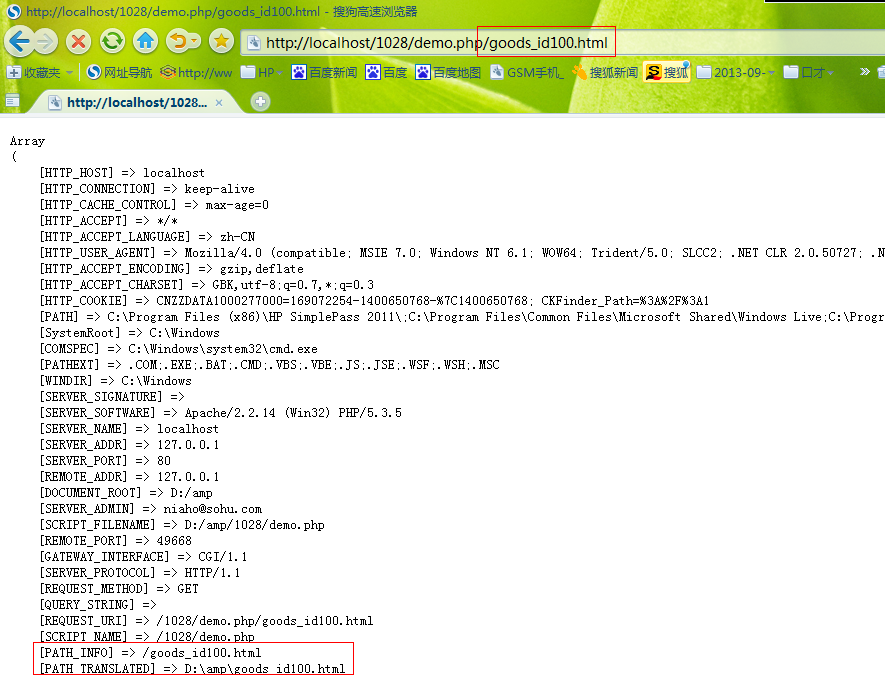 http://localhost/1028/demo.php/goods_id100.html - 搜狗高速浏览器
http://localhost/1028/demo.php/goods_id100.html
收藏夹 网址导航 http://ww HP 百度新闻 百度 百度地图 GSM手机_ 搜狐新闻 搜狐 2013-09- 口才
http://localhost/1028...
Array
(
[HTTP_HOST] => localhost
[HTTP_CONNECTION] => keep-alive
[HTTP_CACHE_CONTROL] => max-age=0
[HTTP_ACCEPT] => */*
[HTTP_ACCEPT_LANGUAGE] => zh-CN
[HTTP_USER_AGENT] => Mozilla/4.0 (compatible; MSIE 7.0; Windows NT 6.1; WOW64; Trident/5.0; SLCC2; .NET CLR 2.0.50727; .N
[HTTP_ACCEPT_ENCODING] => gzip,deflate
[HTTP_ACCEPT_CHARSET] => GBK,utf-8;q=0.7,*;q=0.3
[HTTP_COOKIE] => CNZZDATA1000277000=169072254-1400650768-%7C1400650768; CKFinder_Path=%3A%2F%3A1
[PATH] => C:\Program Files (x86)\HP SimplePass 2011\;C:\Program Files\Common Files\Microsoft Shared\Windows Live;C:\Progr
[SystemRoot] => C:\Windows
[COMSPEC] => C:\Windows\system32\cmd.exe
[PATHEXT] => .COM;.EXE;.BAT;.CMD;.VBS;.VBE;.JS;.JSE;.WSF;.WSH;.MSC
[WINDIR] => C:\Windows
[SERVER_SIGNATURE] =>
[SERVER_SOFTWARE] => Apache/2.2.14 (Win32) PHP/5.3.5
[SERVER_NAME] => localhost
[SERVER_ADDR] => 127.0.0.1
[SERVER_PORT] => 80
[REMOTE_ADDR] => 127.0.0.1
[DOCUMENT_ROOT] => D:/amp
[SERVER_ADMIN] => niaho@sohu.com
[SCRIPT_FILENAME] => D:/amp/1028/demo.php
[REMOTE_PORT] => 49668
[GATEWAY_INTERFACE] => CGI/1.1
[SERVER_PROTOCOL] => HTTP/1.1
[REQUEST_METHOD] => GET
[QUERY_STRING] =>
[REQUEST_URI] => /1028/demo.php/goods_id100.html
[SCRIPT_NAME] => /1028/demo.php
[PATH_INFO] => /goods_id100.html
[PATH_TRANSLATED] => D:\amp\goods_id100.html